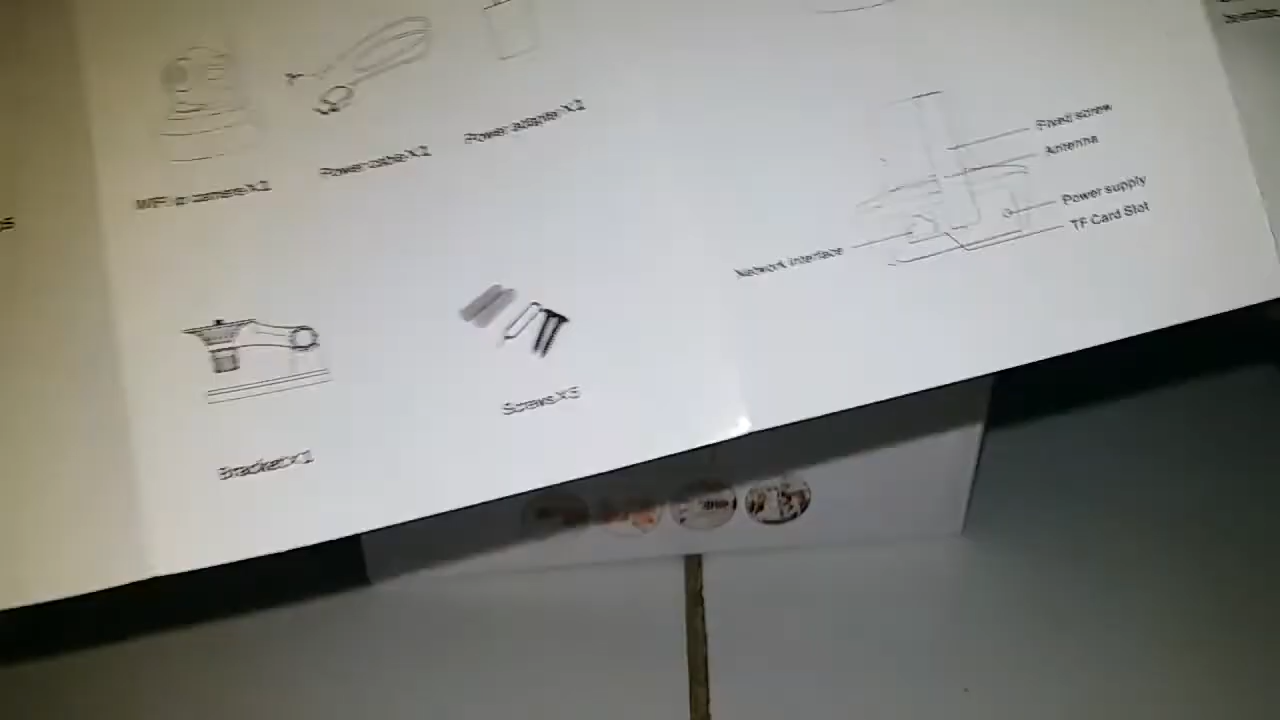 WIFI ip camera X1
Power cable X1
Power adapter X1
Fixed screw
Antenna
Power supply
TF Card Slot
Network interface
Bracket X1
Screws X3